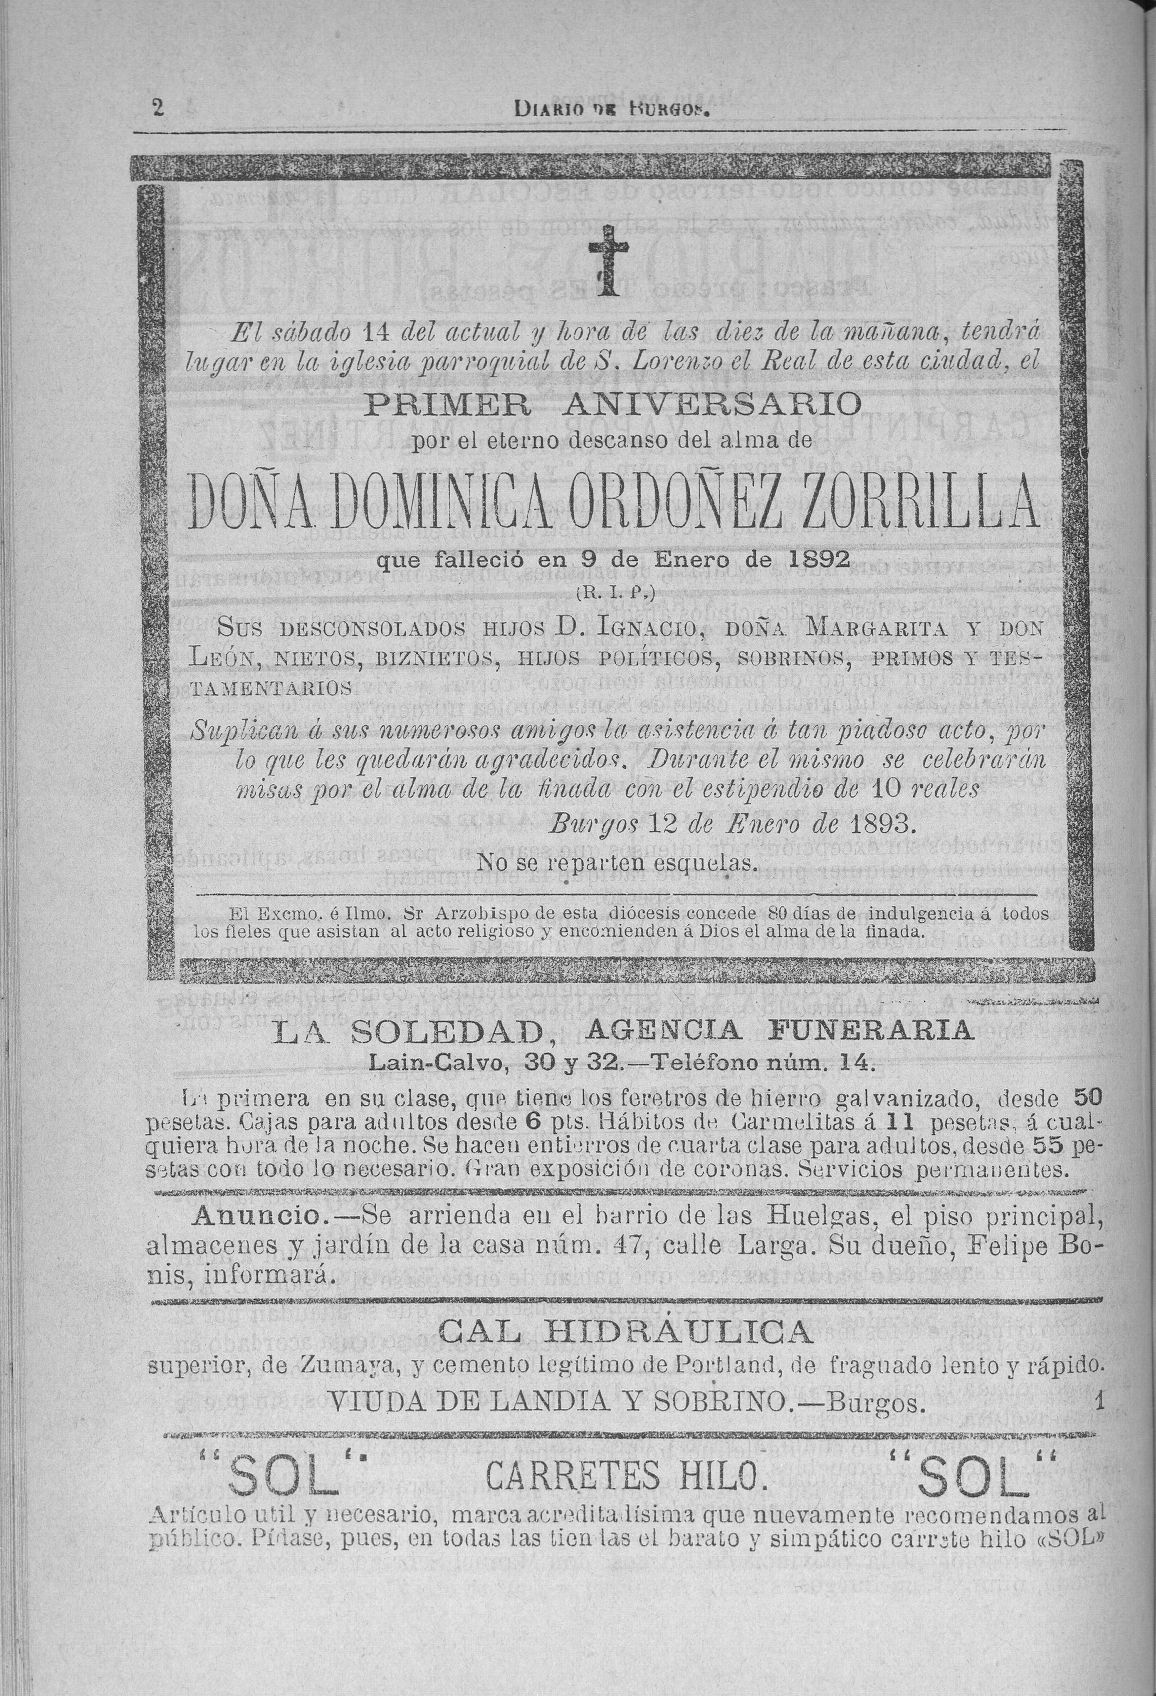 2
DIARIO DE BURGOS.
El sábado 14 del actual y hora de las diez de la mañana, tendrá
lugar en la iglesia parroquial de S. Lorenzo el Real de esta ciudad, el
PRIMER ANIVERSARIO
por el eterno descanso del alma de
DOÑA DOMINICA ORDOÑEZ ZORRILLA
que falleció en 9 de Enero de 1892
(R. I. P.)
SUS DESCONSOLADOS HIJOS D. IGNACIO, DOÑA MARGARITA Y DON
LEÓN, NIETOS, BIZNIETOS, HIJOS POLÍTICOS, SOBRINOS, PRIMOS Y TES-
TAMENTARIOS
Suplican á sus numerosos amigos la asistencia á tan piadoso acto, por
lo que les quedarán agradecidos. Durante el mismo se celebrarán
misas por el alma de la finada con el estipendio de 10 reales
Burgos 12 de Enero de 1893.
No se reparten esquelas.
El Excmo. é Ilmo. Sr Arzobispo de esta diócesis concede 80 días de indulgencia á todos
los fieles que asistan al acto religioso y encomienden á Dios el alma de la finada.
LA SOLEDAD, AGENCIA FUNERARIA
Lain-Calvo, 30 y 32.—Teléfono núm. 14.
La primera en su clase, que tiene los feretros de hierro galvanizado, desde 50
pesetas. Cajas para adultos desde 6 pts. Hábitos de Carmelitas á 11 pesetas, á cual-
quiera hora de la noche. Se hacen entierros de cuarta clase para adultos, desde 55 pe-
setas con todo lo necesario. Gran exposición de coronas. Servicios permanentes.
Anuncio.—Se arrienda en el barrio de las Huelgas, el piso principal,
almacenes y jardín de la casa núm. 47, calle Larga. Su dueño, Felipe Bo-
nis, informará.
CAL HIDRÁULICA
superior, de Zumaya, y cemento legítimo de Portland, de fraguado lento y rápido.
VIUDA DE LANDIA Y SOBRINO.—Burgos. 1
“SOL“ CARRETES HILO. “SOL“
Artículo util y necesario, marca acreditadísima que nuevamente recomendamos al
público. Pídase, pues, en todas las tiendas el barato y simpático carrete hilo «SOL»